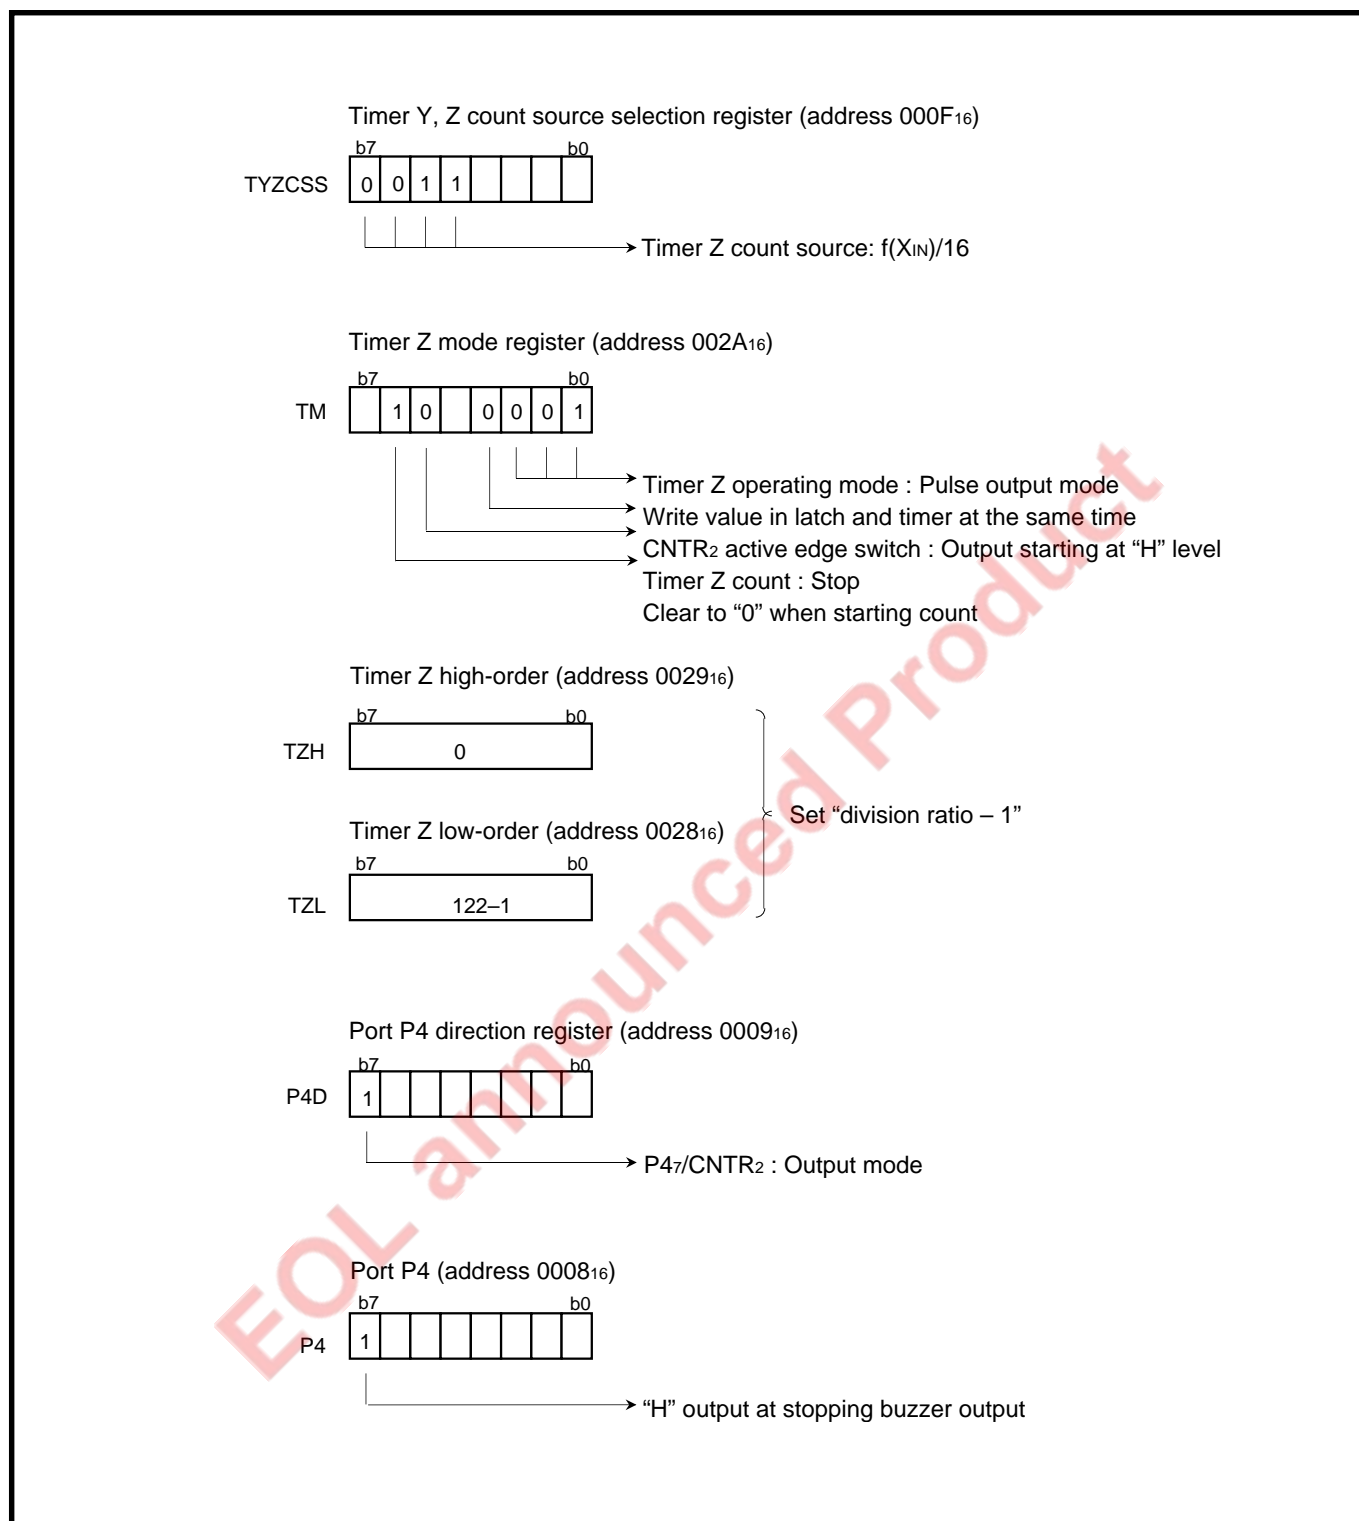 Timer Y, Z count source selection register (address 000F16)
b7 b0
TYZCSS 0 0 1 1
Timer Z count source: f(XIN)/16
Timer Z mode register (address 002A16)
b7 b0
TM 1 0 0 0 0 1
Timer Z operating mode : Pulse output mode
Write value in latch and timer at the same time
CNTR2 active edge switch : Output starting at “H” level
Timer Z count : Stop
Clear to “0” when starting count
Timer Z high-order (address 002916)
b7 b0
TZH 0
Set “division ratio – 1”
Timer Z low-order (address 002816)
b7 b0
TZL 122–1
Port P4 direction register (address 000916)
b7 b0
P4D 1
P47/CNTR2 : Output mode
Port P4 (address 000816)
b7 b0
P4 1
“H” output at stopping buzzer output
EOL announced Product